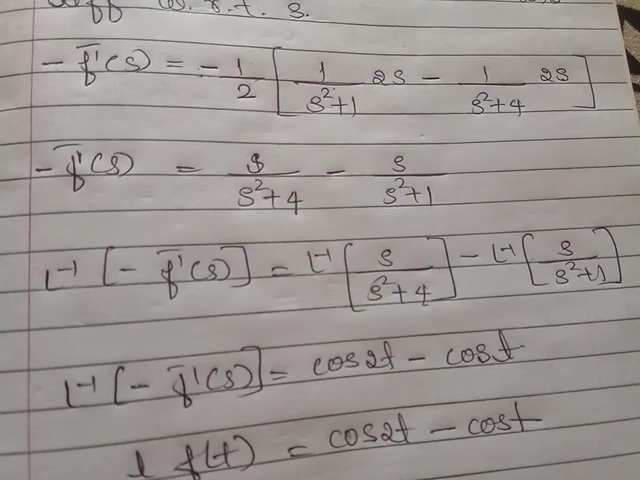 Diff w.r.t. s.
- f̄'(s) = - 1/2 [ 1/(s²+1) 2s - 1/(s²+4) 2s ]
- f̄'(s) = s/(s²+4) - s/(s²+1)
L⁻¹ [- f̄'(s)] = L⁻¹ [ s/(s²+4) ] - L⁻¹ [ s/(s²+1) ]
L⁻¹ [- f̄'(s)] = cos2t - cost
t f(t) = cos2t - cost